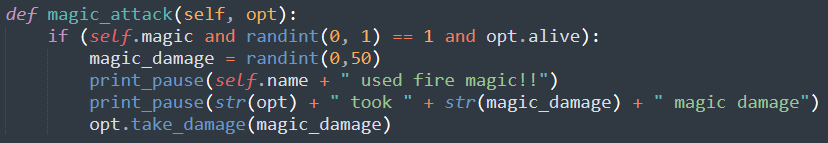 def magic_attack(self, opt):
    if (self.magic and randint(0, 1) == 1 and opt.alive):
        magic_damage = randint(0,50)
        print_pause(self.name + " used fire magic!!")
        print_pause(str(opt) + " took " + str(magic_damage) + " magic damage")
        opt.take_damage(magic_damage)